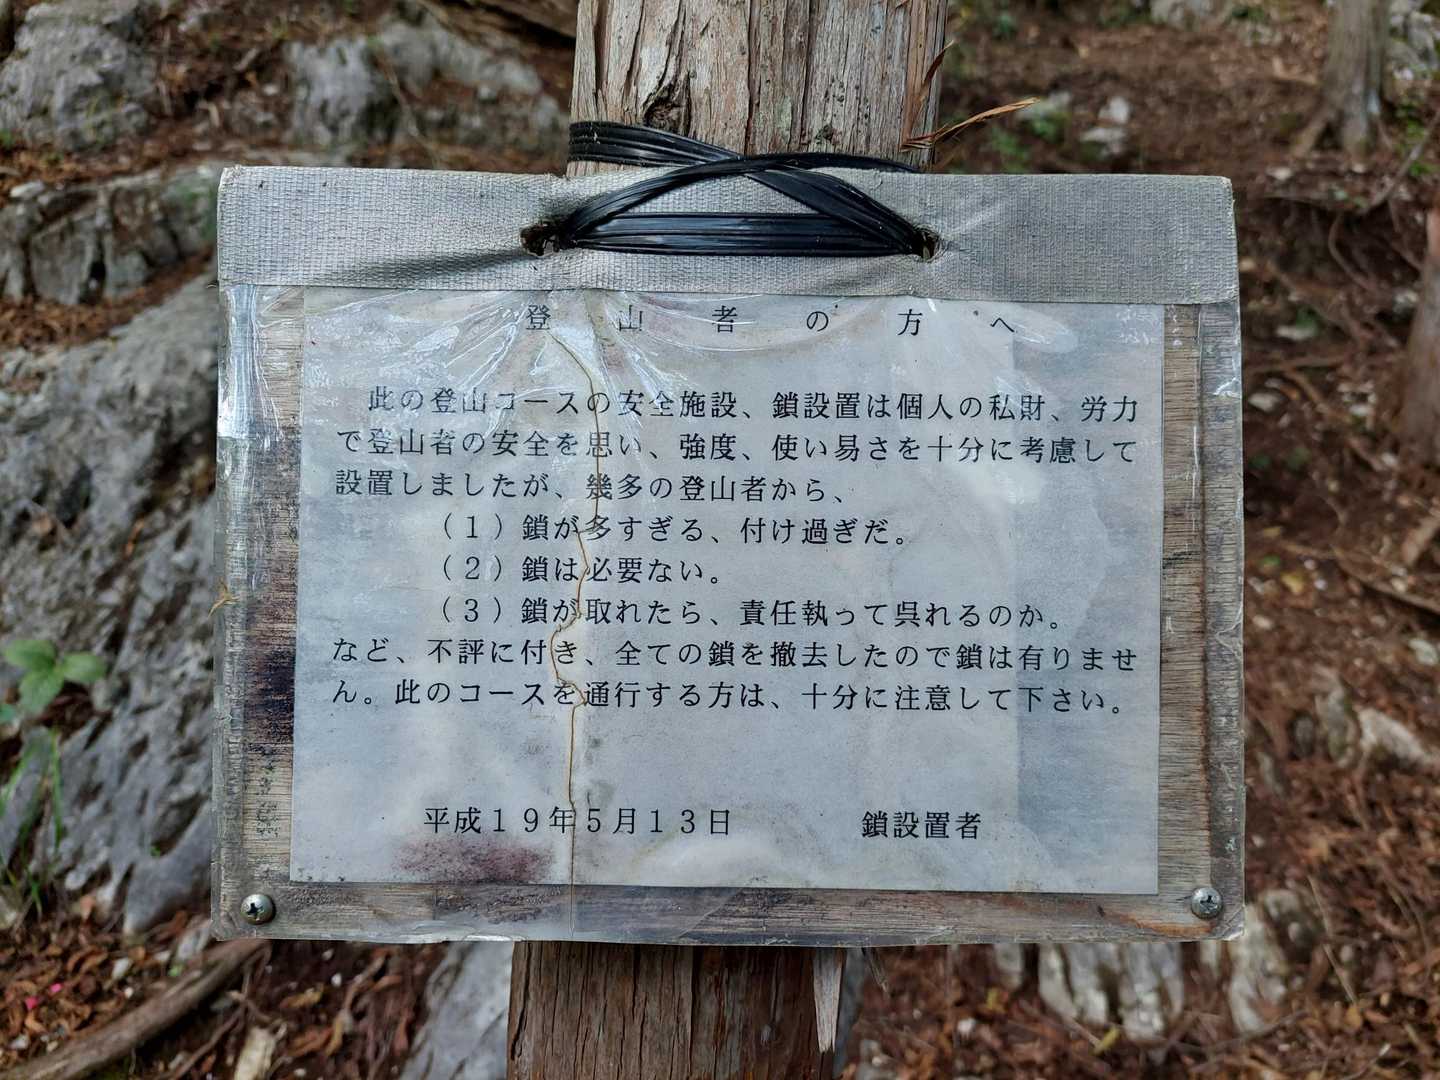 登山者の方へ
此の登山コースの安全施設、鎖設置は個人の私財、労力
で登山者の安全を思い、強度、使い易さを十分に考慮して
設置しましたが、幾多の登山者から、
（１）鎖が多すぎる、付け過ぎだ。
（２）鎖は必要ない。
（３）鎖が取れたら、責任執って呉れるのか。
など、不評に付き、全ての鎖を撤去したので鎖は有りませ
ん。此のコースを通行する方は、十分に注意して下さい。
平成１９年５月１３日　鎖設置者